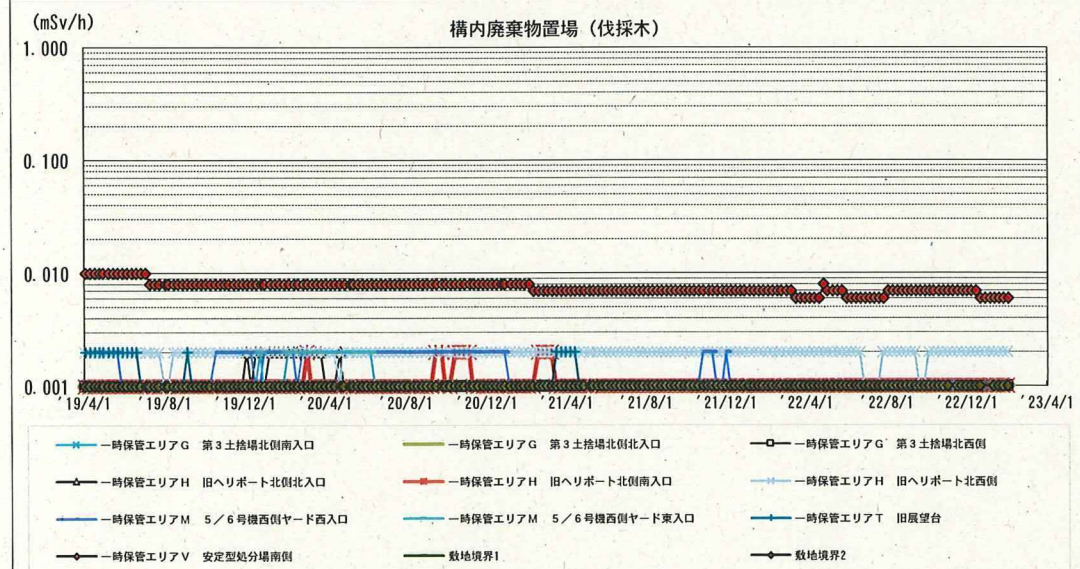 (mSv/h)
構内廃棄物置場（伐採木）
1.000
0.100
0.010
0.001
'19/4/1 '19/8/1 '19/12/1 '20/4/1 '20/8/1 '20/12/1 '21/4/1 '21/8/1 '21/12/1 '22/4/1 '22/8/1 '22/12/1 '23/4/1
一時保管エリアG 第3土捨場北側南入口 一時保管エリアG 第3土捨場北側北入口 一時保管エリアG 第3土捨場北西側
一時保管エリアH 旧ヘリポート北側北入口 一時保管エリアH 旧ヘリポート北側南入口 一時保管エリアH 旧ヘリポート北西側
一時保管エリアM 5／6号機西側ヤード西入口 一時保管エリアM 5／6号機西側ヤード東入口 一時保管エリアT 旧展望台
一時保管エリアV 安定型処分場南側 敷地境界1 敷地境界2